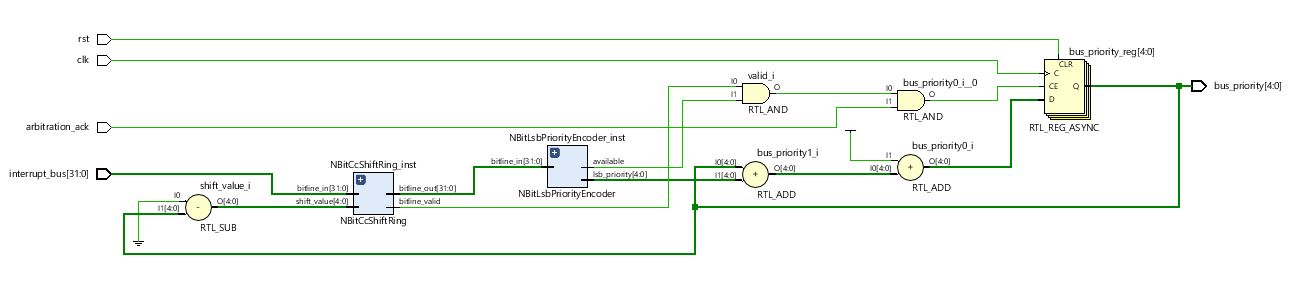 rst
clk
arbitration_ack
interrupt_bus[31:0]
shift_value_i
I0
I1[4:0]
-
O[4:0]
RTL_SUB
NBitCcShiftRing_inst
+
bitline_in[31:0]
shift_value[4:0]
bitline_out[31:0]
bitline_valid
NBitCcShiftRing
NBitLsbPriorityEncoder_inst
+
bitline_in[31:0]
available
lsb_priority[4:0]
NBitLsbPriorityEncoder
valid_i
I0
I1
O
RTL_AND
bus_priority1_i
I0[4:0]
I1[4:0]
+
O[4:0]
RTL_ADD
bus_priority0_i__0
I0
I1
O
RTL_AND
bus_priority0_i
I1
I0[4:0]
+
O[4:0]
RTL_ADD
bus_priority_reg[4:0]
CLR
C
CE
D
Q
RTL_REG_ASYNC
bus_priority[4:0]